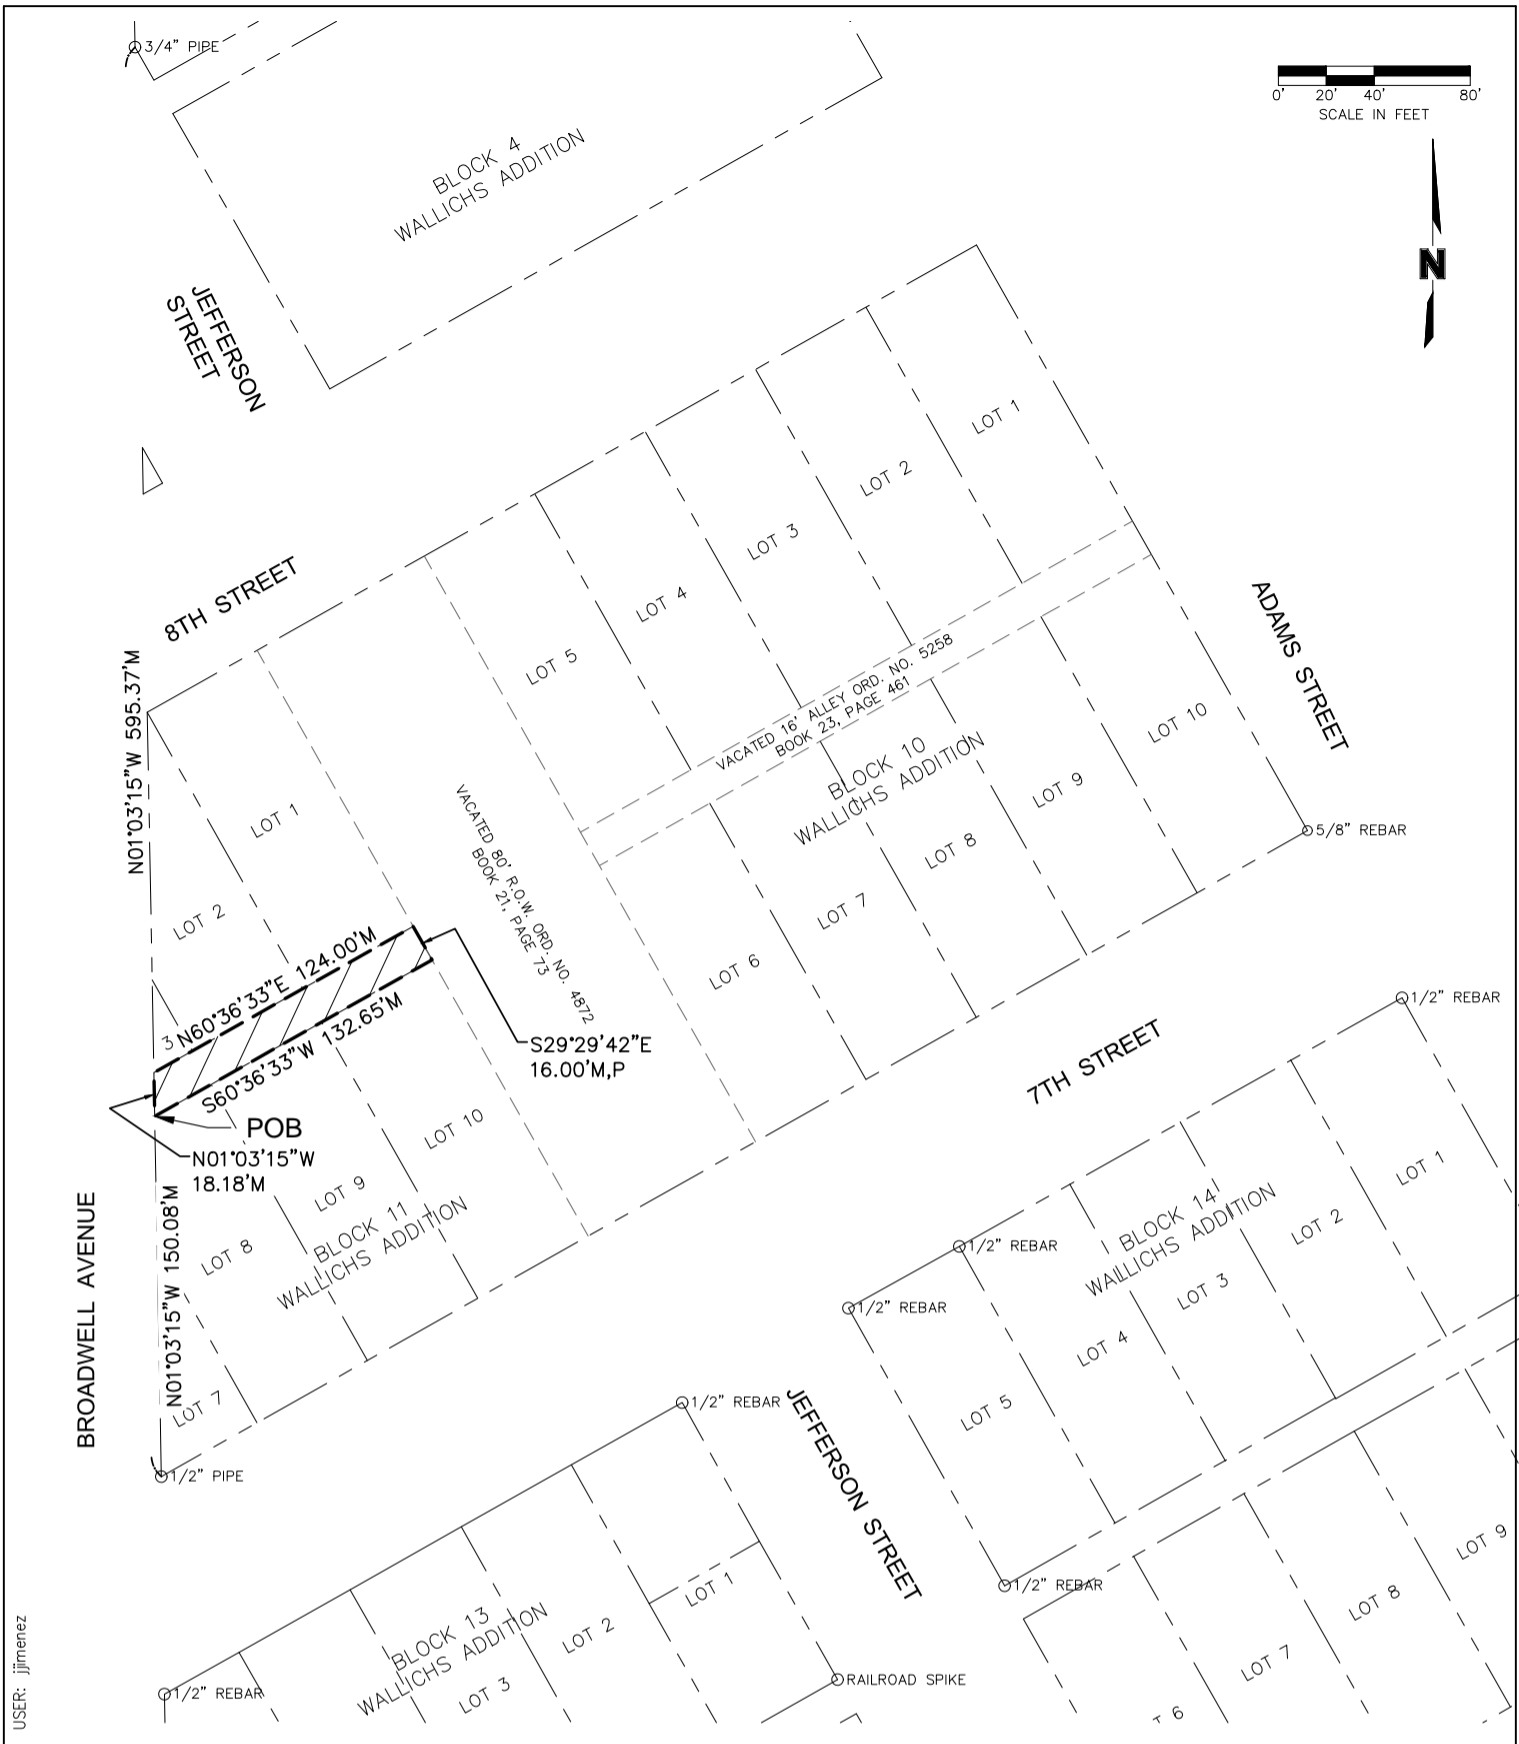 3/4" PIPE
0' 20' 40' 80'
SCALE IN FEET
N
BLOCK 4
WALLICHS ADDITION
JEFFERSON
STREET
8TH STREET
LOT 1
LOT 2
LOT 3
LOT 4
LOT 5
VACATED 16' ALLEY ORD. NO. 5258
BOOK 23, PAGE 461
BLOCK 10
WALLICHS ADDITION
LOT 10
LOT 9
LOT 8
LOT 7
LOT 6
ADAMS STREET
5/8" REBAR
N01°03'15"W 595.37'M
LOT 1
LOT 2
3
VACATED 80' R.O.W. ORD. NO. 4872
BOOK 21, PAGE 73
N60°36'33"E 124.00'M
S60°36'33"W 132.65'M
S29°29'42"E
16.00'M,P
POB
N01°03'15"W
18.18'M
LOT 10
LOT 9
LOT 8
LOT 7
BLOCK 11
WALLICHS ADDITION
N01°03'15"W 150.08'M
BROADWELL AVENUE
1/2" PIPE
7TH STREET
1/2" REBAR
1/2" REBAR
1/2" REBAR
BLOCK 14
WALLICHS ADDITION
LOT 1
LOT 2
LOT 3
LOT 4
LOT 5
1/2" REBAR
JEFFERSON STREET
1/2" REBAR
LOT 9
LOT 8
LOT 7
T 6
RAILROAD SPIKE
LOT 1
LOT 2
LOT 3
BLOCK 13
WALLICHS ADDITION
1/2" REBAR
USER: jjimenez